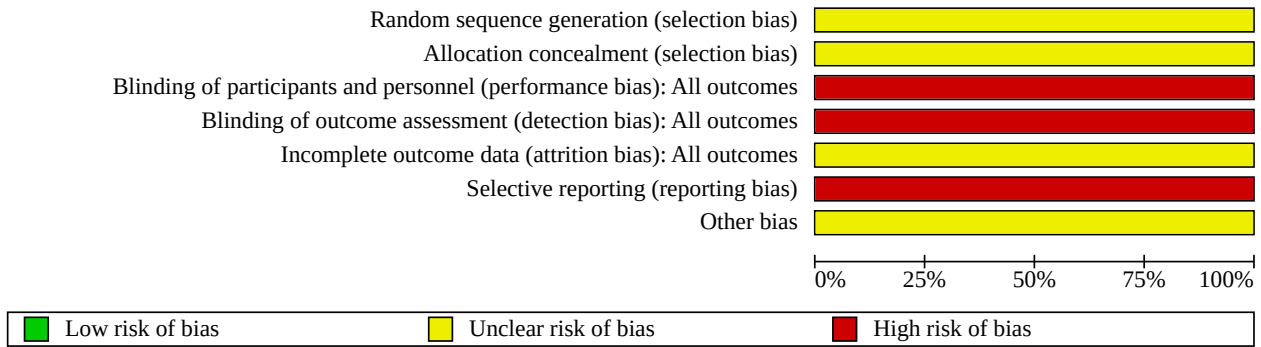 Random sequence generation (selection bias)
Allocation concealment (selection bias)
Blinding of participants and personnel (performance bias): All outcomes
Blinding of outcome assessment (detection bias): All outcomes
Incomplete outcome data (attrition bias): All outcomes
Selective reporting (reporting bias)
Other bias
0% 25% 50% 75% 100%
Low risk of bias Unclear risk of bias High risk of bias